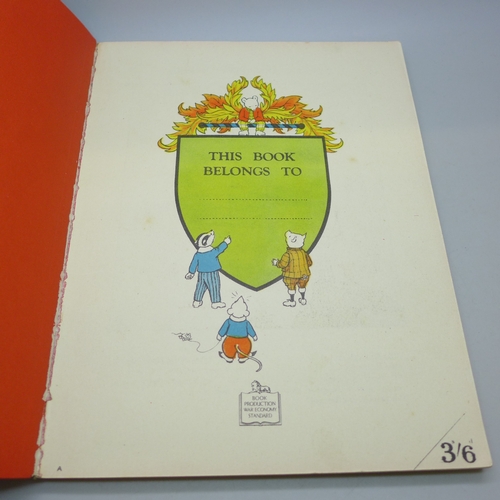 THIS BOOK
BELONGS TO
BOOK
PRODUCTION
WAR ECONOMY
STANDARD
3/6
A